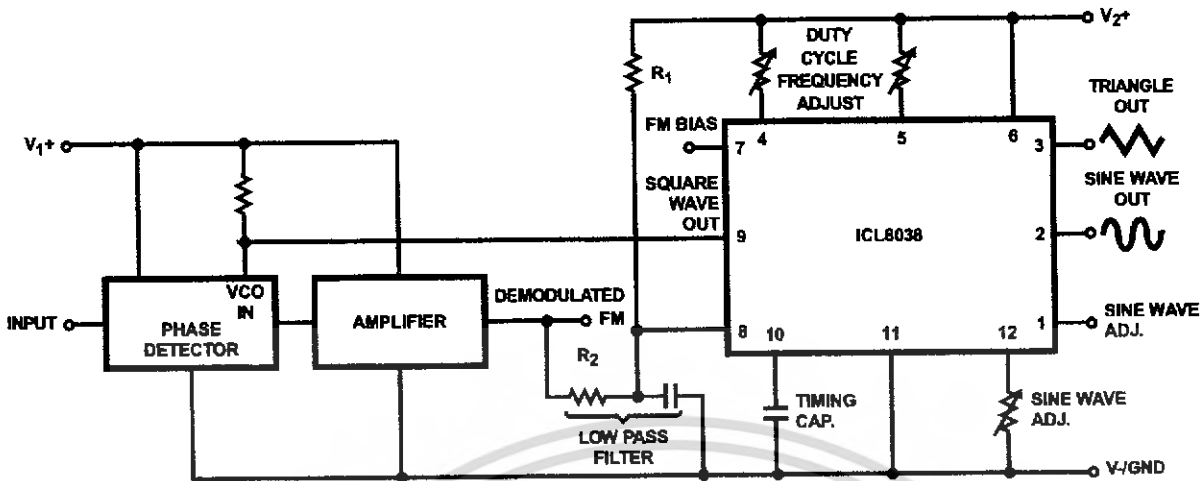 V2+
DUTY
CYCLE
FREQUENCY
ADJUST
R1
TRIANGLE
OUT
FM BIAS
V1+
7
4
5
6
3
SQUARE
WAVE
OUT
SINE WAVE
OUT
9
ICL8038
2
VCO
IN
INPUT
PHASE
DETECTOR
AMPLIFIER
DEMODULATED
FM
8
10
11
12
1
SINE WAVE
ADJ.
R2
TIMING
CAP.
SINE WAVE
ADJ.
LOW PASS
FILTER
V-/GND